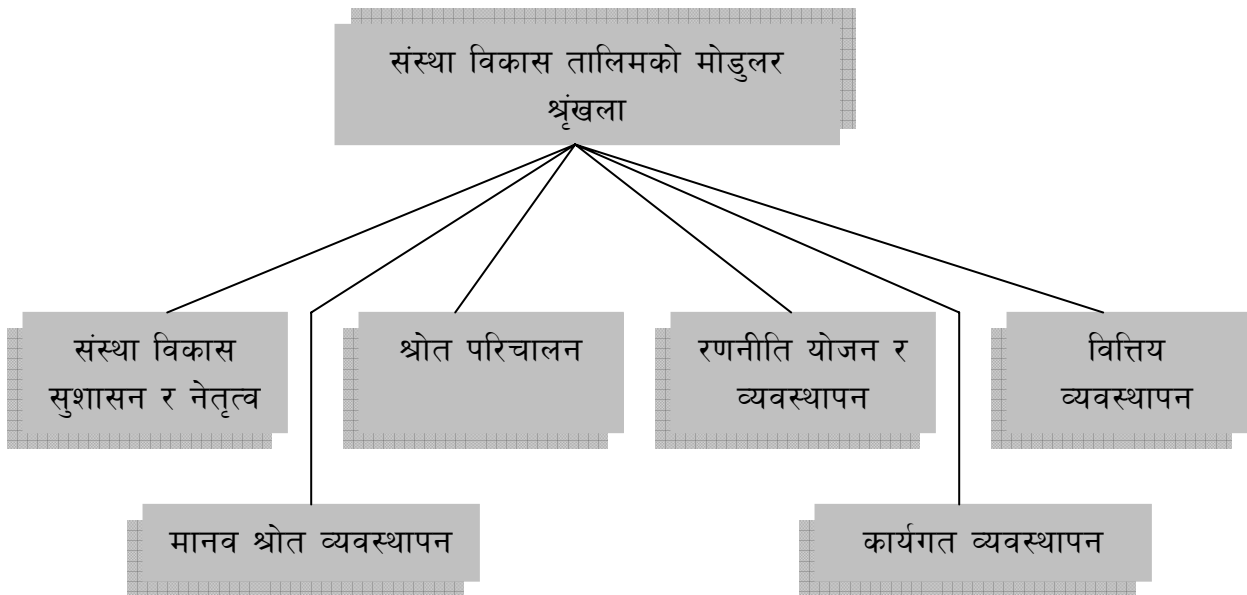 संस्था विकास तालिमको मोडुलर
श्रृंखला
संस्था विकास
सुशासन र नेतृत्व
श्रोत परिचालन
रणनीति योजन र
व्यवस्थापन
वित्तिय
व्यवस्थापन
मानव श्रोत व्यवस्थापन
कार्यगत व्यवस्थापन